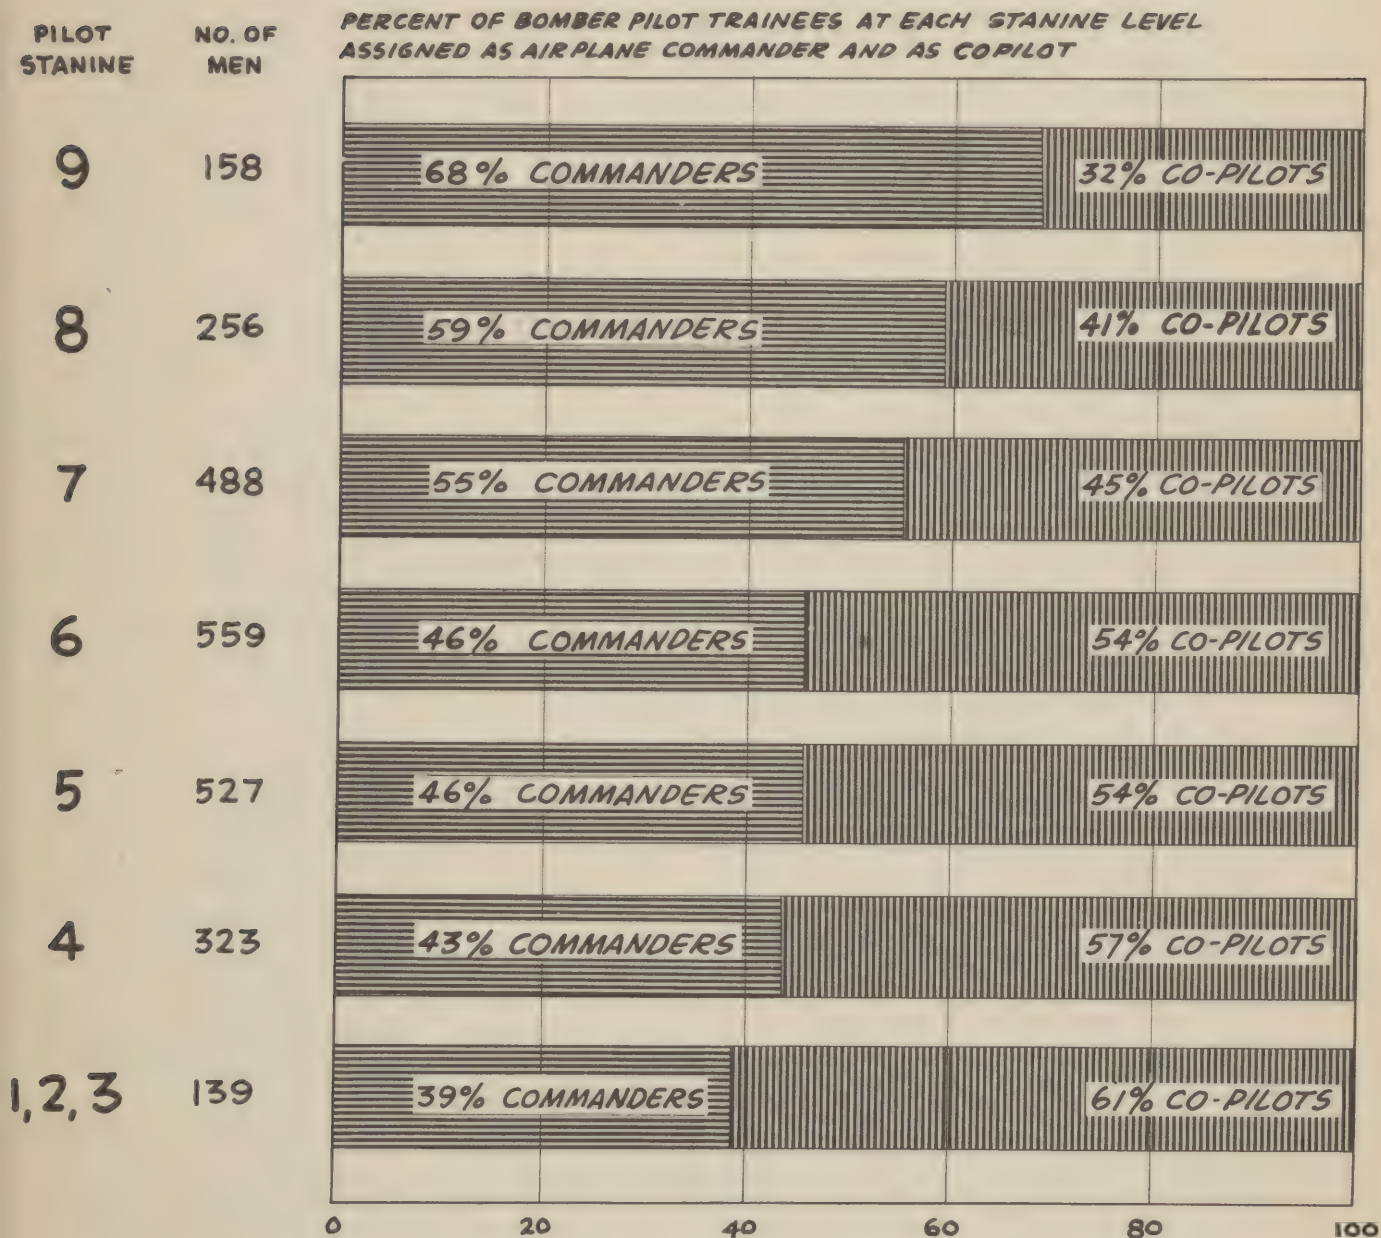 PILOT STANINE
NO. OF MEN
PERCENT OF BOMBER PILOT TRAINEES AT EACH STANINE LEVEL
ASSIGNED AS AIRPLANE COMMANDER AND AS COPILOT
9 158 68% COMMANDERS 32% CO-PILOTS
8 256 59% COMMANDERS 41% CO-PILOTS
7 488 55% COMMANDERS 45% CO-PILOTS
6 559 46% COMMANDERS 54% CO-PILOTS
5 527 46% COMMANDERS 54% CO-PILOTS
4 323 43% COMMANDERS 57% CO-PILOTS
1, 2, 3 139 39% COMMANDERS 61% CO-PILOTS
0 20 40 60 80 100